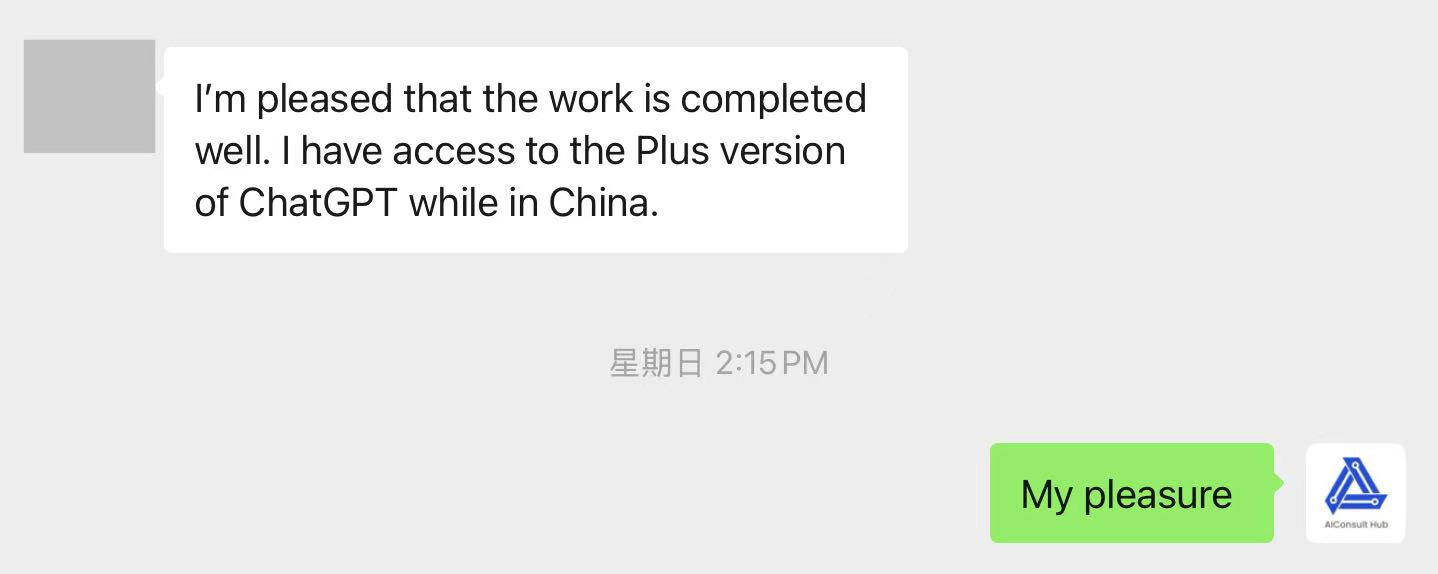 I’m pleased that the work is completed
well. I have access to the Plus version
of ChatGPT while in China.
星期日 2:15 PM
My pleasure
AIConsult Hub